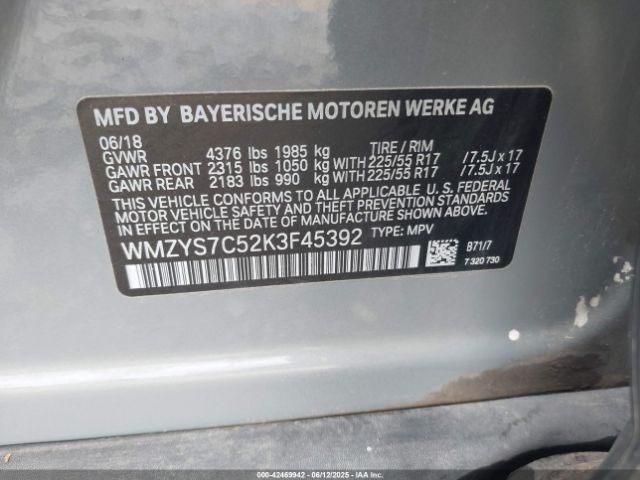 MFD BY BAYERISCHE MOTOREN WERKE AG
06/18 TIRE / RIM
GVWR 4376 lbs 1985 kg
GAWR FRONT 2315 lbs 1050 kg WITH 225/55 R17 /7.5J x 17
GAWR REAR 2183 lbs 990 kg WITH 225/55 R17 /7.5J x 17
THIS VEHICLE CONFORMS TO ALL APPLICABLE U. S. FEDERAL
MOTOR VEHICLE SAFETY, BUMPER, AND THEFT PREVENTION STANDARDS
IN EFFECT ON THE DATE OF MANUFACTURE SHOWN ABOVE.
WMZYS7C52K3F45392 TYPE: MPV
B71/7
7 320 730
000-42469942 - 06/12/2025 - IAAI.COM